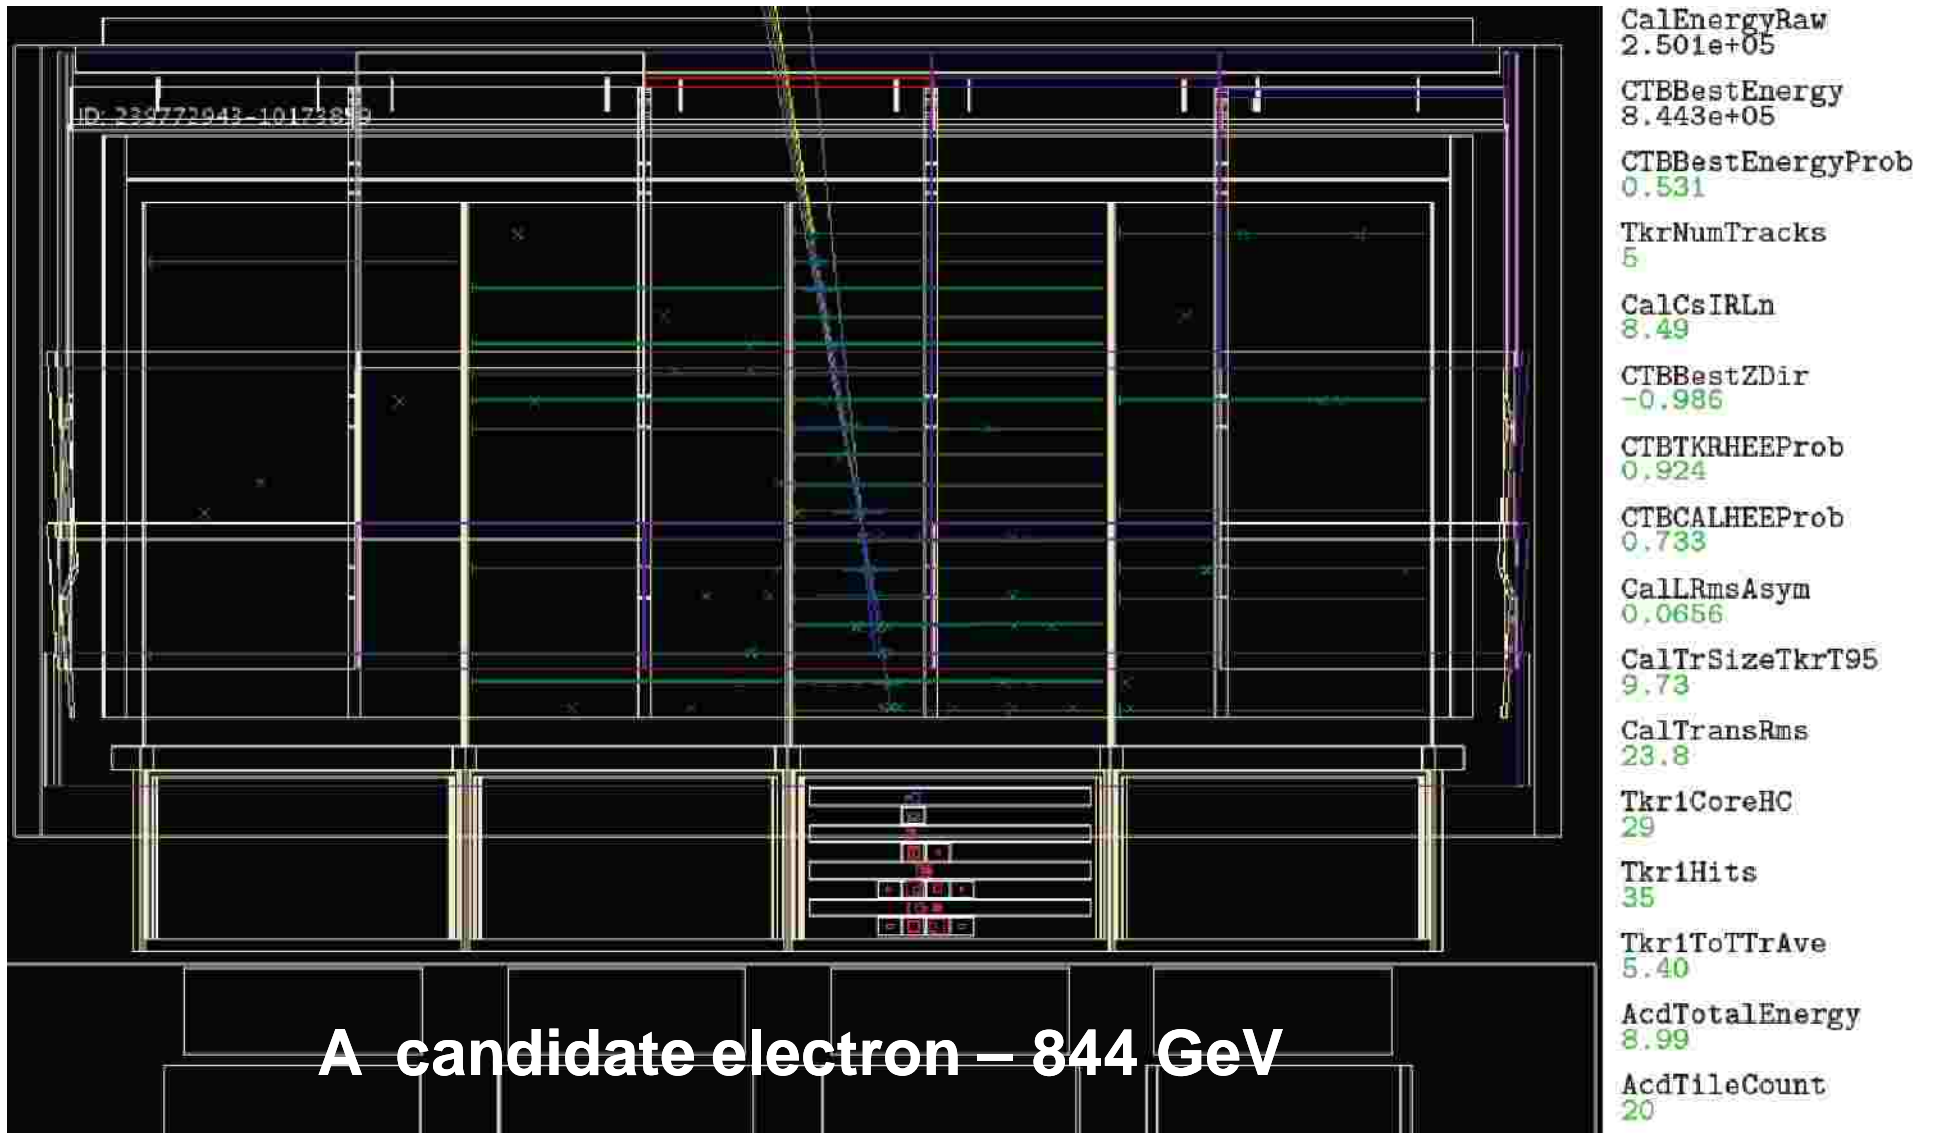 CalEnergyRaw
2.501e+05
CTBBestEnergy
8.443e+05
CTBBestEnergyProb
0.531
TkrNumTracks
5
CalCsIRLn
8.49
CTBBestZDir
-0.986
CTBTKRHEEProb
0.924
CTBCALHEEProb
0.733
CalLRmsAsym
0.0656
CalTrSizeTkrT95
9.73
CalTransRms
23.8
Tkr1CoreHC
29
Tkr1Hits
35
Tkr1ToTTrAve
5.40
AcdTotalEnergy
8.99
AcdTileCount
20
A candidate electron – 844 GeV